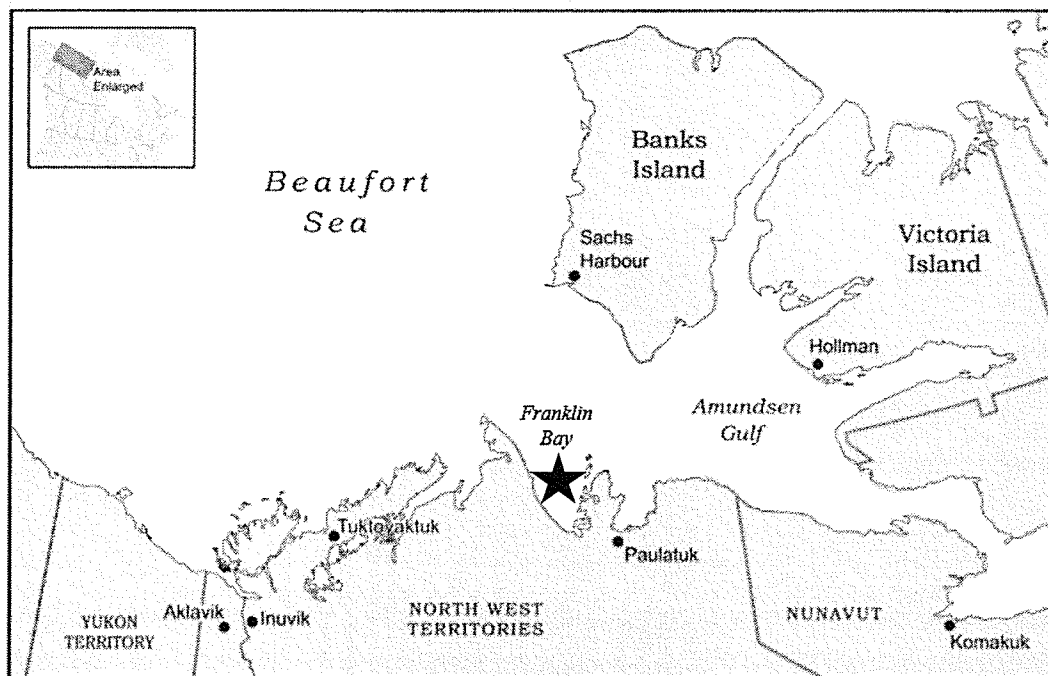 Area
Enlarged
Banks
Island
Beaufort
Sea
Sachs
Harbour
Victoria
Island
Hollman
Franklin
Bay
Amundsen
Gulf
Tuktoyaktuk
Paulatuk
Aklavik
Inuvik
YUKON
TERRITORY
NORTH WEST
TERRITORIES
NUNAVUT
Komakuk